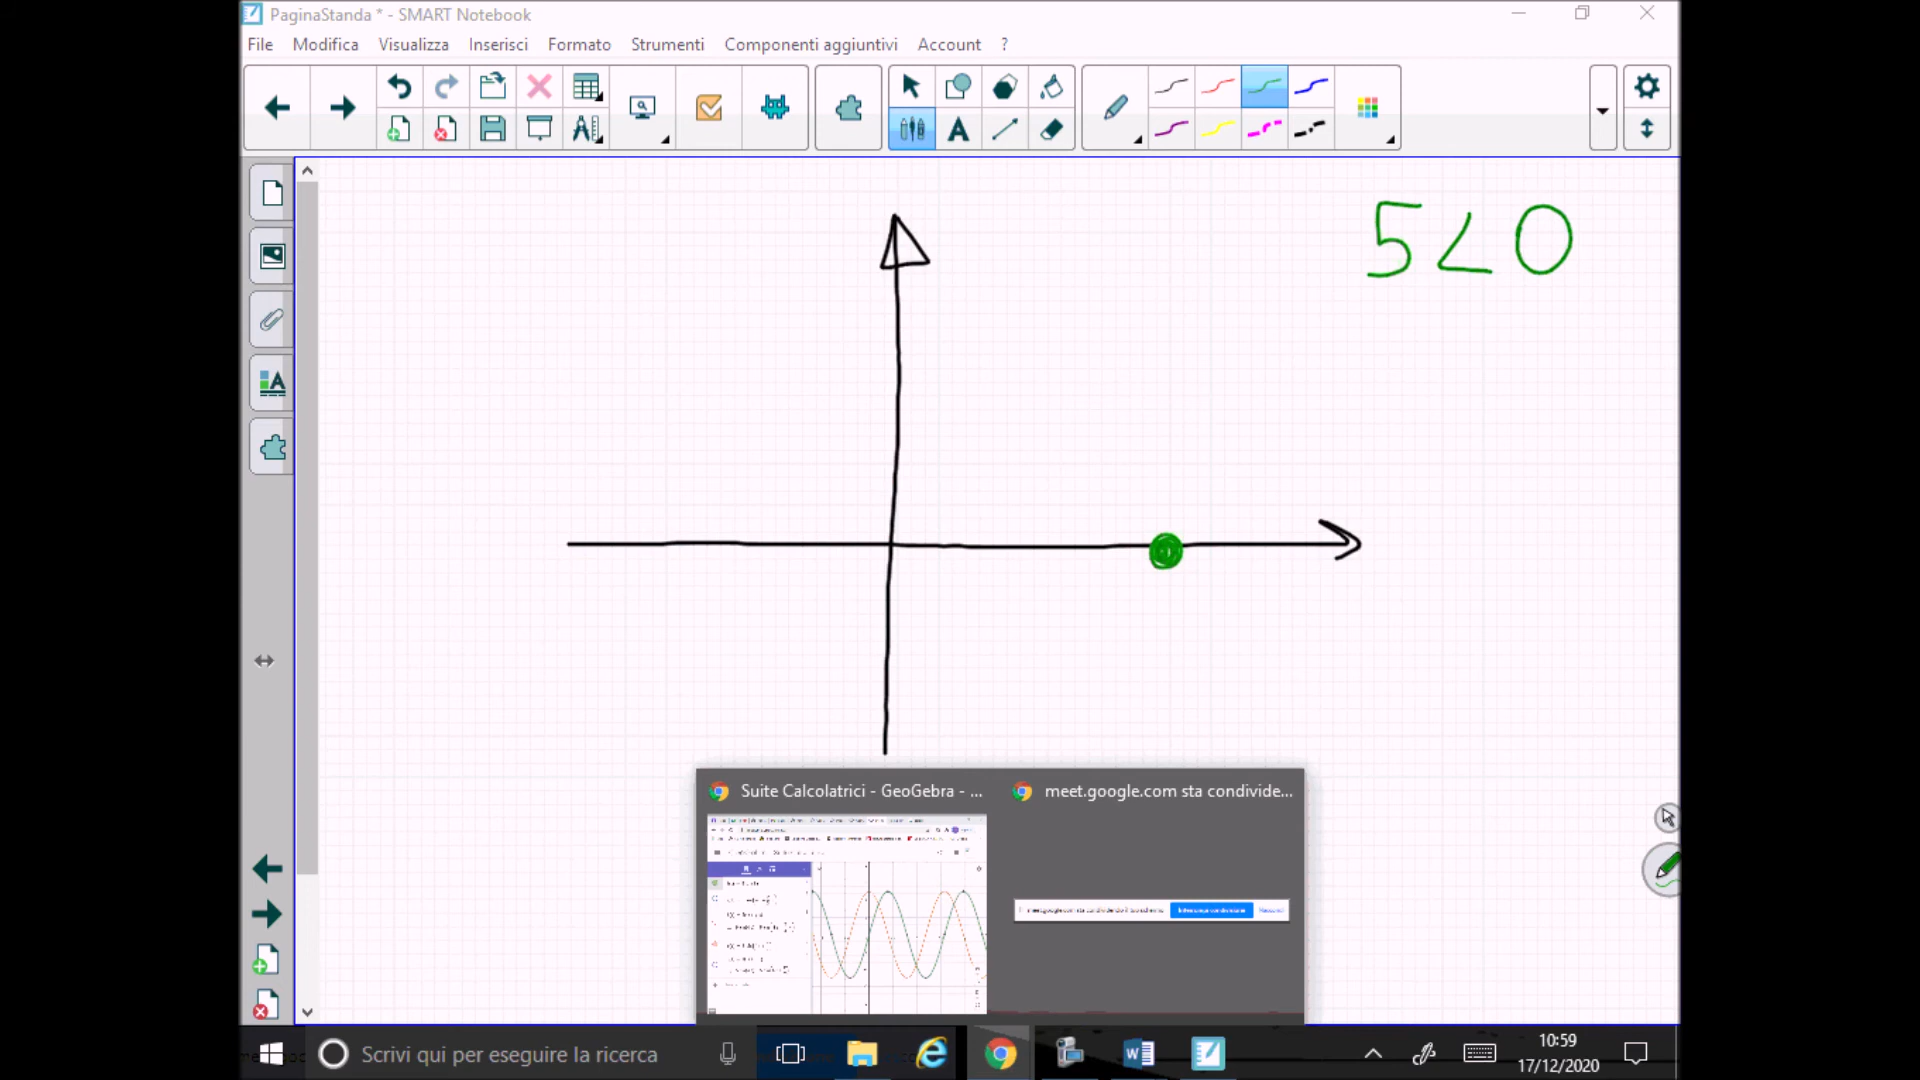 PaginaStanda * - SMART Notebook
File Modifica Visualizza Inserisci Formato Strumenti Componenti aggiuntivi Account ?
5 < 0
Suite Calcolatrici - GeoGebra - ...
meet.google.com sta condivide...
Scrivi qui per eseguire la ricerca
10:59
17/12/2020